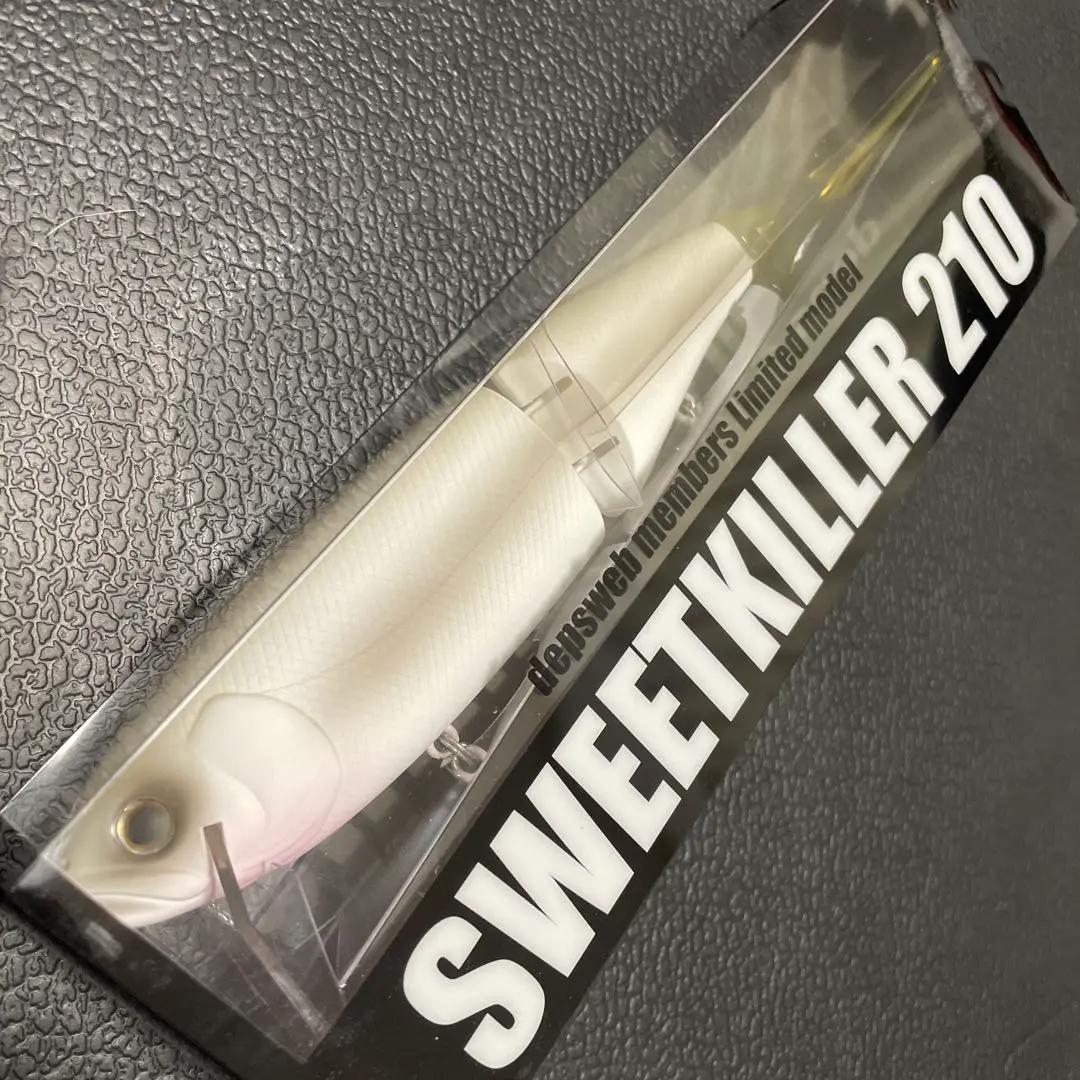 depsweb members Limited model
SWEETKILLER 210